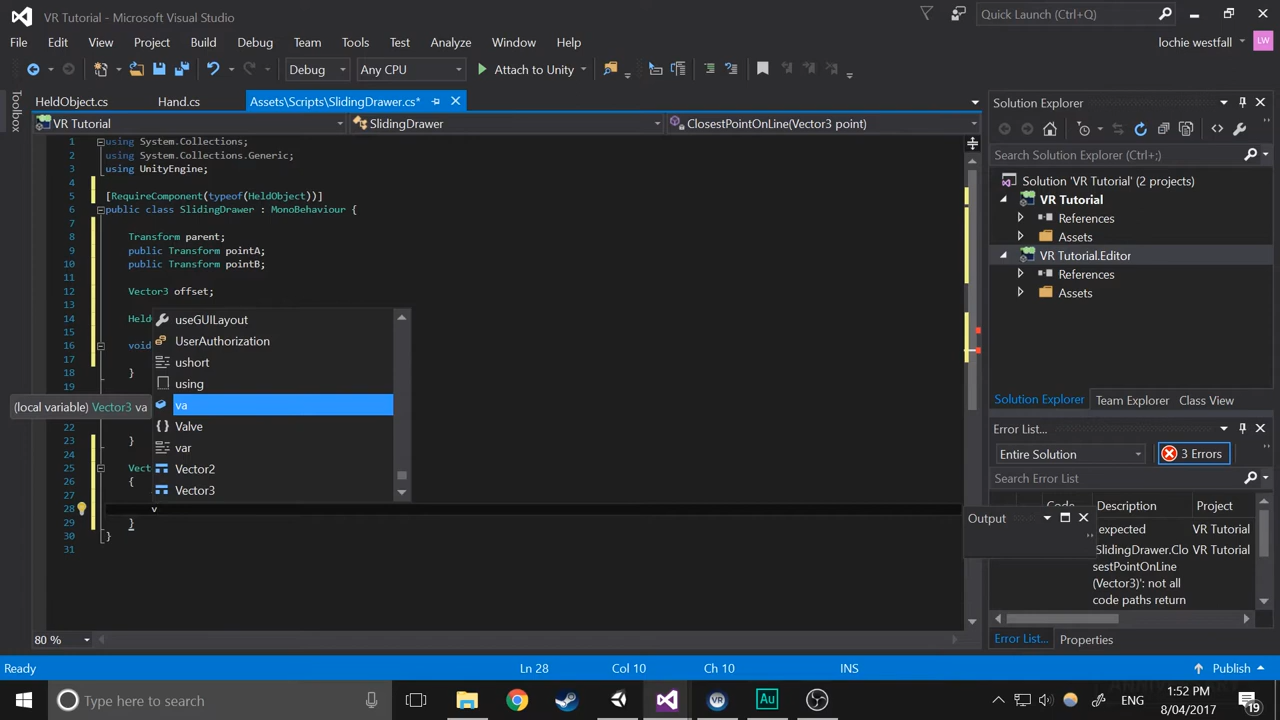 VR Tutorial - Microsoft Visual Studio
Quick Launch (Ctrl+Q)
File Edit View Project Build Debug Team Tools Test Analyze Window Help
lochie westfall
LW
Debug
Any CPU
Attach to Unity
Toolbox
HeldObject.cs
Hand.cs
Assets\Scripts\SlidingDrawer.cs*
VR Tutorial
SlidingDrawer
ClosestPointOnLine(Vector3 point)
1 using System.Collections;
2 using System.Collections.Generic;
3 using UnityEngine;
4
5 [RequireComponent(typeof(HeldObject))]
6 public class SlidingDrawer : MonoBehaviour {
7
8 Transform parent;
9 public Transform pointA;
10 public Transform pointB;
11
12 Vector3 offset;
13
14 Held
15
16 void
17
18 }
19
22
23 }
24
25 Vect
26 {
27
28 v
29 }
30 }
31
useGUILayout
UserAuthorization
ushort
using
va
Valve
var
Vector2
Vector3
(local variable) Vector3 va
80 %
Solution Explorer
Search Solution Explorer (Ctrl+;)
Solution 'VR Tutorial' (2 projects)
VR Tutorial
References
Assets
VR Tutorial.Editor
References
Assets
Solution Explorer
Team Explorer
Class View
Error List...
Entire Solution
3 Errors
Search Error List
Code
Description
Project
expected
VR Tutorial
SlidingDrawer.Clo
sestPointOnLine
(Vector3)': not all
code paths return
VR Tutorial
Output
Error List...
Properties
Ready
Ln 28
Col 10
Ch 10
INS
Publish
Type here to search
ENG
1:52 PM
8/04/2017
19